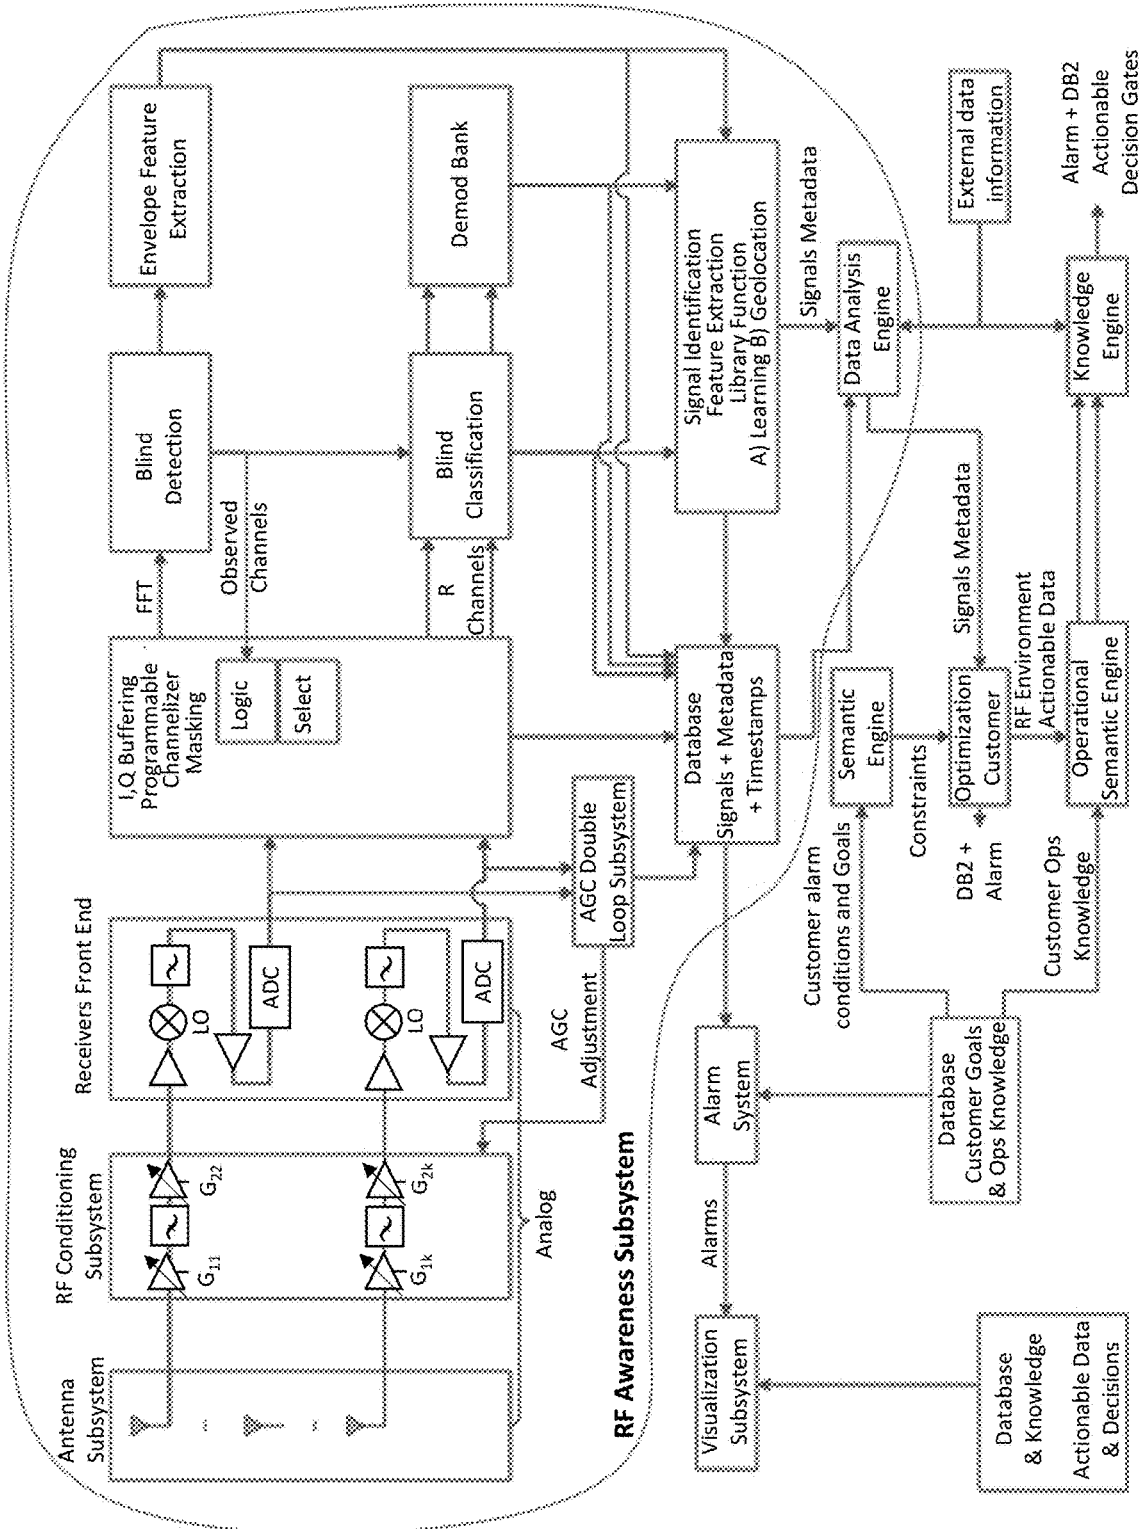 Antenna
Subsystem
RF Conditioning
Subsystem
G11
G22
G1k
G2k
Analog
Receivers Front End
LO
ADC
LO
ADC
AGC
Adjustment
AGC Double
Loop Subsystem
I,Q Buffering
Programmable
Channelizer
Masking
Logic
Select
FFT
Observed
Channels
R
Channels
Blind
Detection
Blind
Classification
Envelope Feature
Extraction
Demod Bank
RF Awareness Subsystem
Database
Signals + Metadata
+ Timestamps
Signal Identification
Feature Extraction
Library Function
A) Learning B) Geolocation
Signals Metadata
Visualization
Subsystem
Alarms
Alarm
System
Customer alarm
conditions and Goals
Semantic
Engine
Data Analysis
Engine
Constraints
Signals Metadata
Database
Customer Goals
& Ops Knowledge
DB2 +
Alarm
Optimization
Customer
External data
information
RF Environment
Actionable Data
Customer Ops
Knowledge
Database
& Knowledge
Actionable Data
& Decisions
Operational
Semantic Engine
Knowledge
Engine
Alarm + DB2
Actionable
Decision Gates